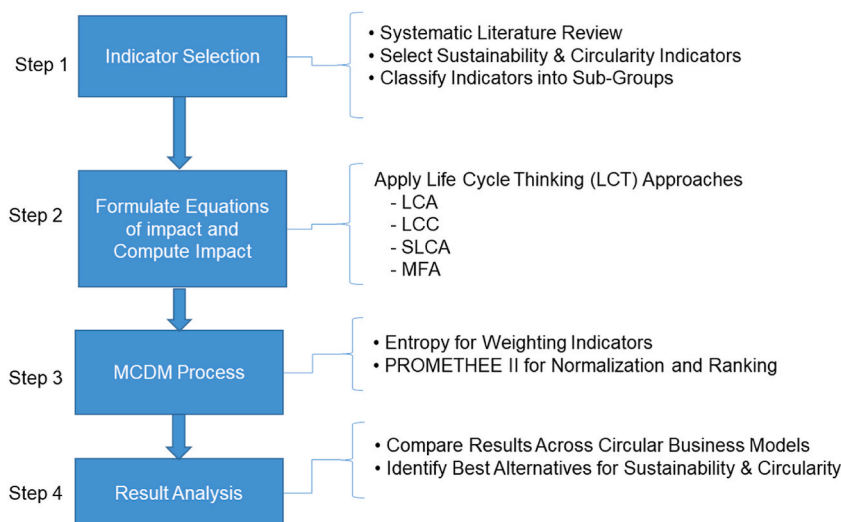 Step 1
Indicator Selection
• Systematic Literature Review
• Select Sustainability & Circularity Indicators
• Classify Indicators into Sub-Groups
Step 2
Formulate Equations
of impact and
Compute Impact
Apply Life Cycle Thinking (LCT) Approaches
- LCA
- LCC
- SLCA
- MFA
Step 3
MCDM Process
• Entropy for Weighting Indicators
• PROMETHEE II for Normalization and Ranking
Step 4
Result Analysis
• Compare Results Across Circular Business Models
• Identify Best Alternatives for Sustainability & Circularity